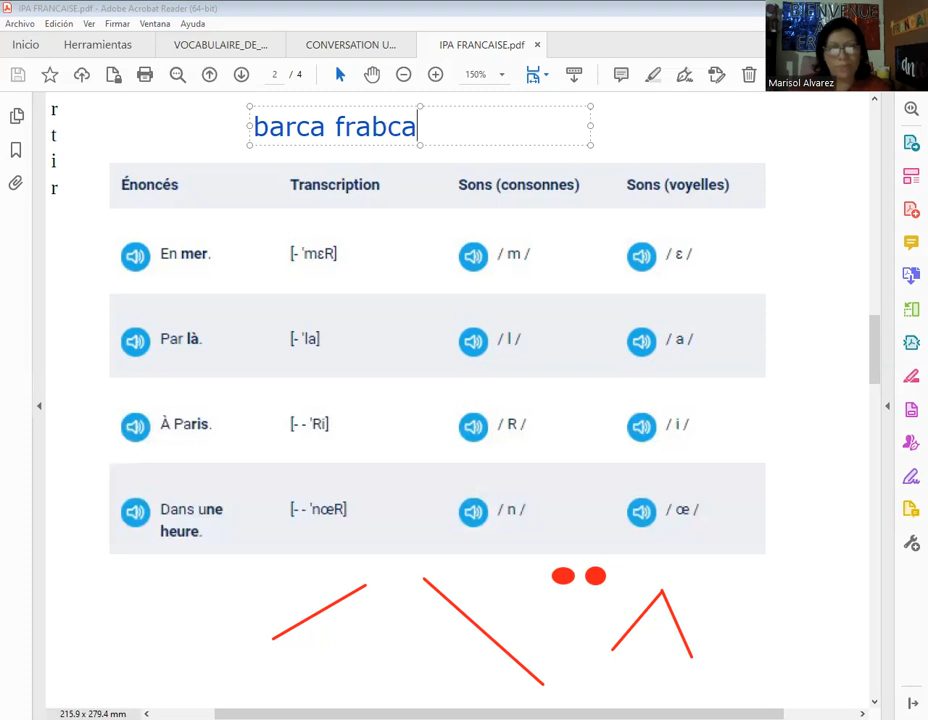 IPA FRANCAISE.pdf - Adobe Acrobat Reader (64-bit)
Archivo Edición Ver Firmar Ventana Ayuda
Inicio Herramientas VOCABULAIRE_DE_... CONVERSATION U... IPA FRANCAISE.pdf ×
2 / 4 150%
Marisol Alvarez
r
t
i
r
barca frabca
Énoncés Transcription Sons (consonnes) Sons (voyelles)
En mer. [- 'mɛR] / m / / ɛ /
Par là. [- 'la] / l / / a /
À Paris. [- - 'Ri] / R / / i /
Dans une heure. [- - 'nœR] / n / / œ /
215.9 x 279.4 mm